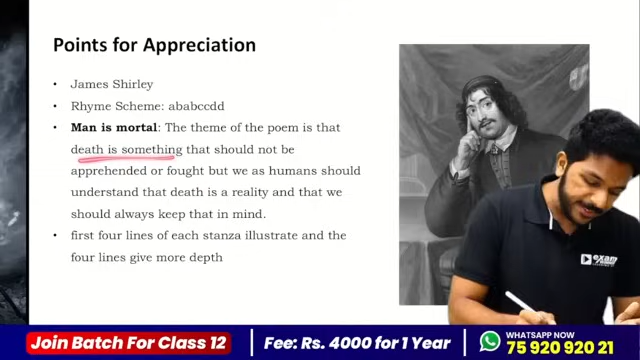 Points for Appreciation
• James Shirley
• Rhyme Scheme: ababccdd
• Man is mortal: The theme of the poem is that
death is something that should not be
apprehended or fought but we as humans should
understand that death is a reality and that we
should always keep that in mind.
• first four lines of each stanza illustrate and the
four lines give more depth
exam
Join Batch For Class 12
Fee: Rs. 4000 for 1 Year
WHATSAPP NOW
75 920 920 21